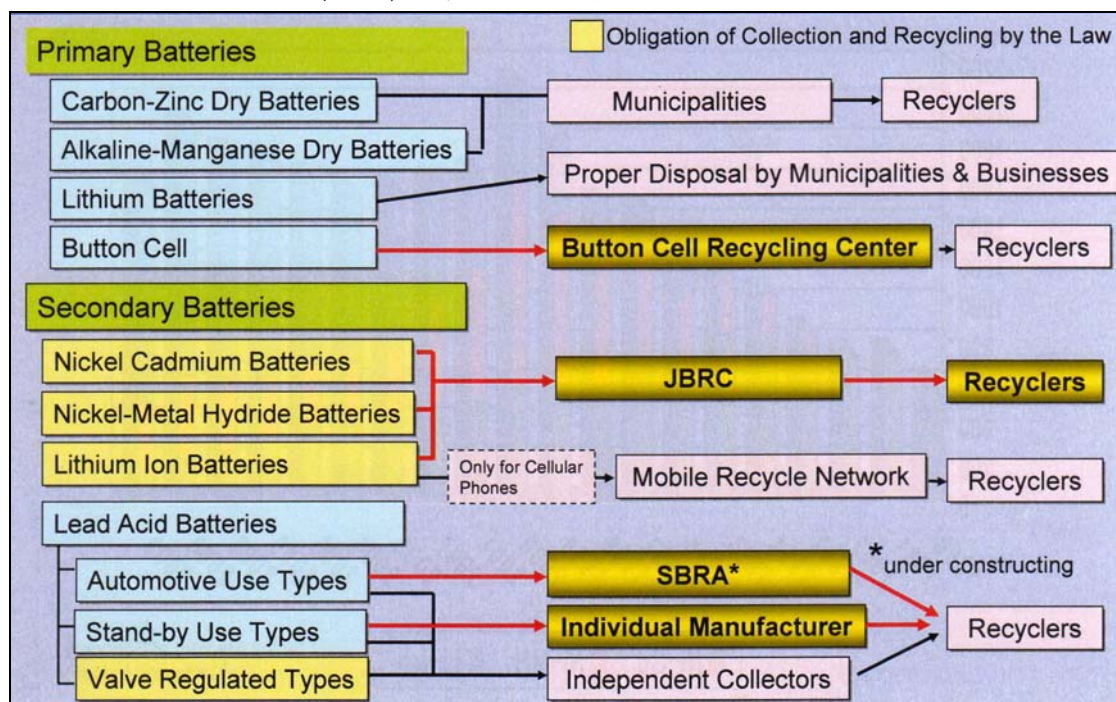 Primary Batteries
Obligation of Collection and Recycling by the Law
Carbon-Zinc Dry Batteries
Municipalities
Recyclers
Alkaline-Manganese Dry Batteries
Lithium Batteries
Proper Disposal by Municipalities & Businesses
Button Cell
Button Cell Recycling Center
Recyclers
Secondary Batteries
Nickel Cadmium Batteries
JBRC
Recyclers
Nickel-Metal Hydride Batteries
Lithium Ion Batteries
Only for Cellular
Phones
Mobile Recycle Network
Recyclers
Lead Acid Batteries
Automotive Use Types
SBRA*
*under constructing
Stand-by Use Types
Individual Manufacturer
Recyclers
Valve Regulated Types
Independent Collectors